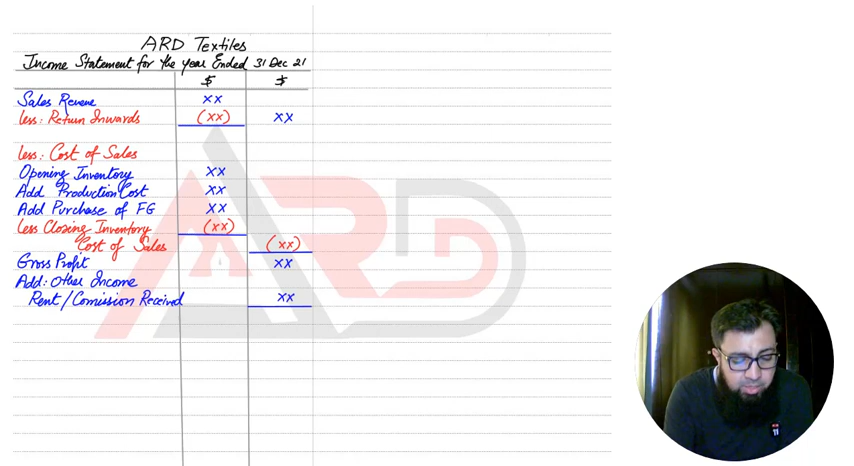 ARD Textiles
Income Statement for the year Ended 31 Dec 21
$ $
Sales Revenue xx
less: Return Inwards (xx) xx
less: Cost of Sales
Opening Inventory xx
Add Production Cost xx
Add Purchase of FG xx
Less Closing Inventory (xx)
Cost of Sales (xx)
Gross Profit xx
Add: Other Income
Rent/Comission Received xx
ARD